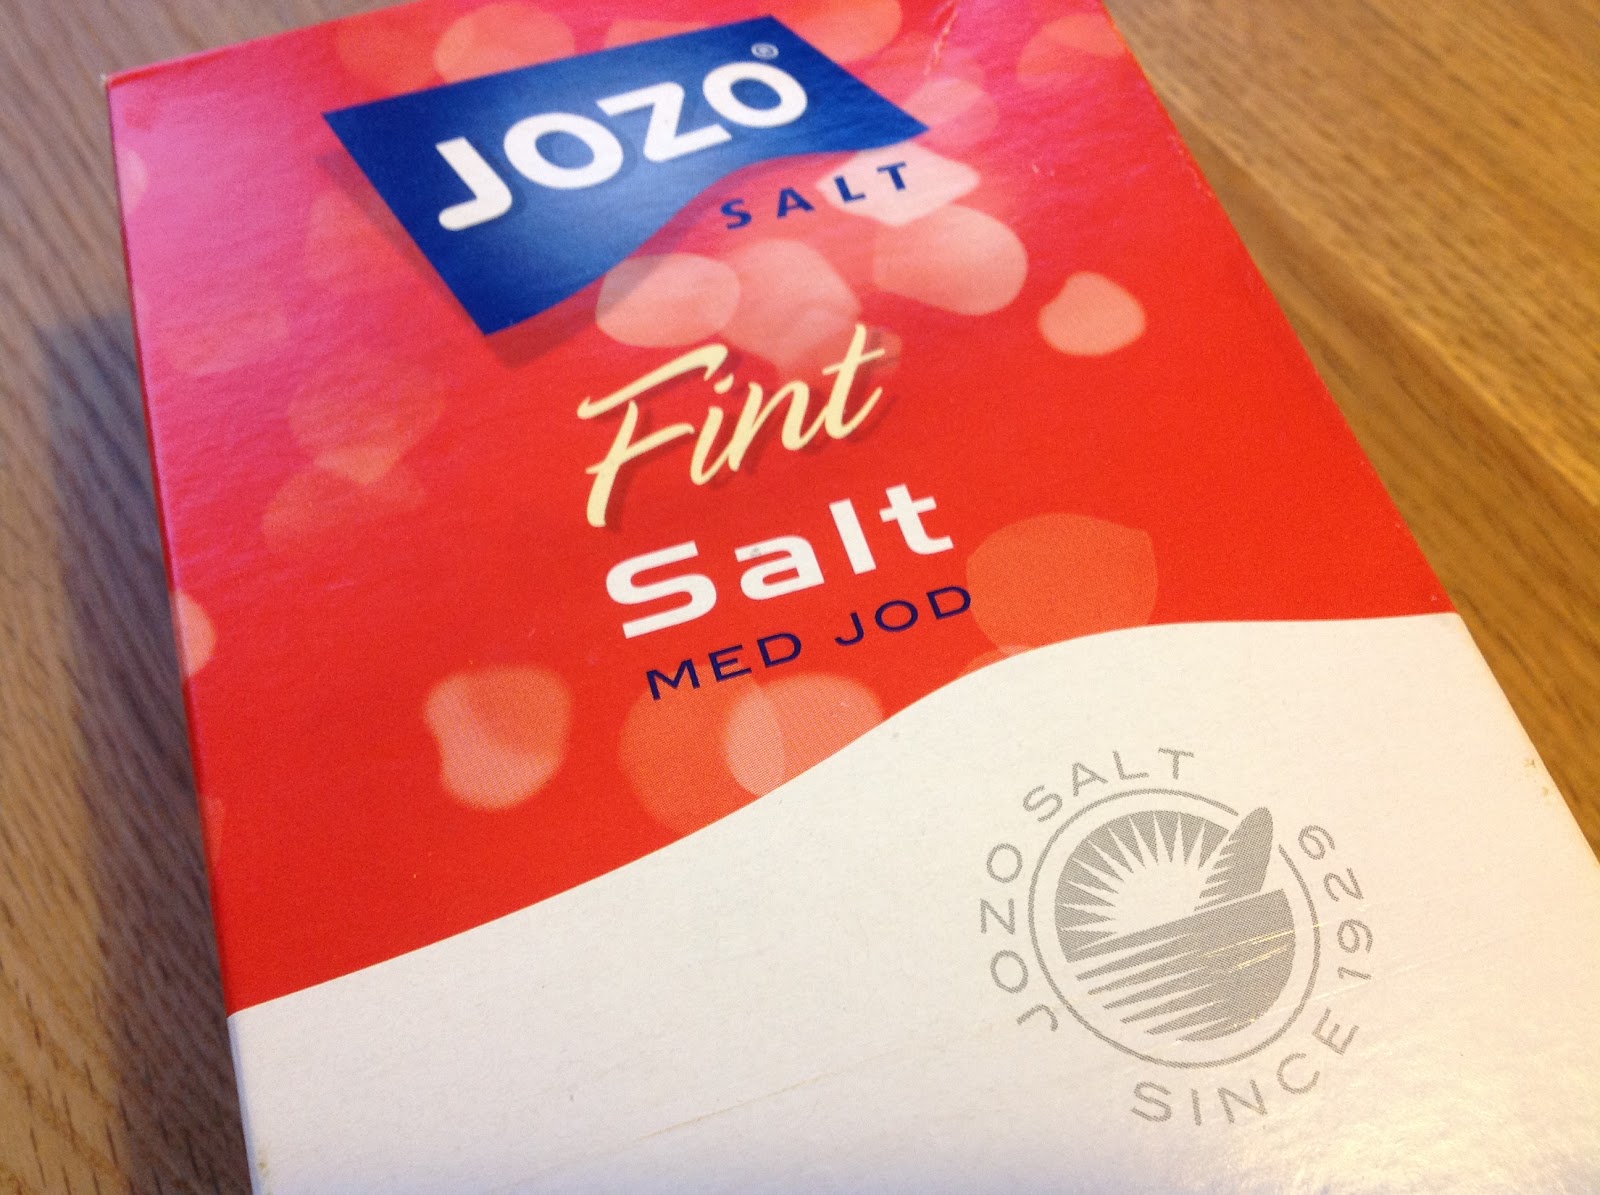 JOZO®
SALT
Fint
Salt
MED JOD
JOZO SALT
SINCE 1929